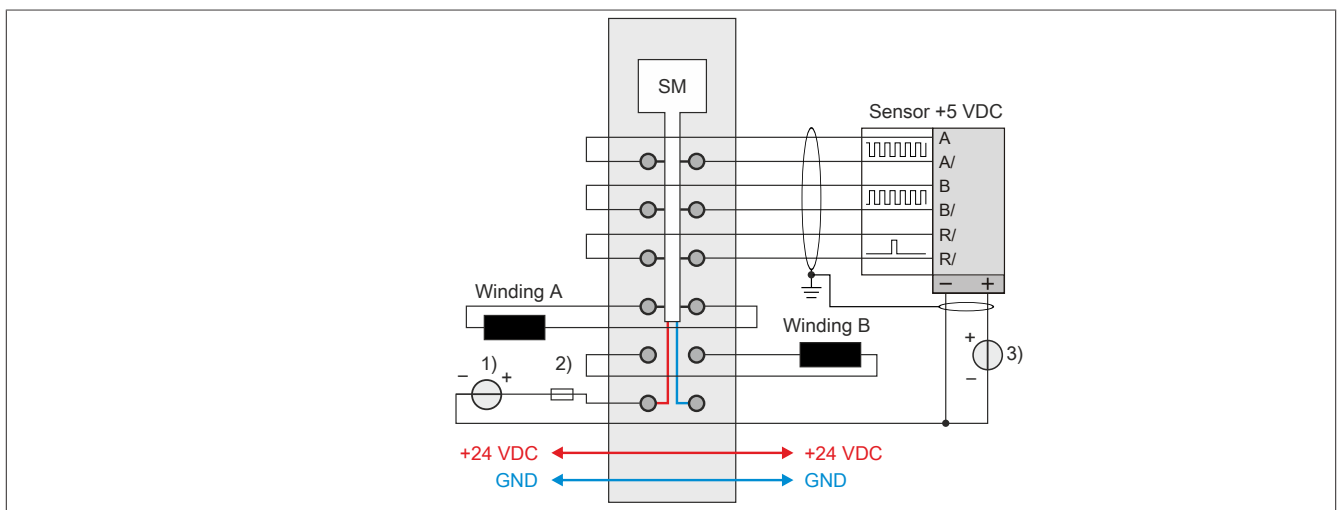 SM
Sensor +5 VDC
A
A/
B
B/
R/
R/
− +
Winding A
Winding B
1)
2)
− +
+
3)
−
+24 VDC
+24 VDC
GND
GND